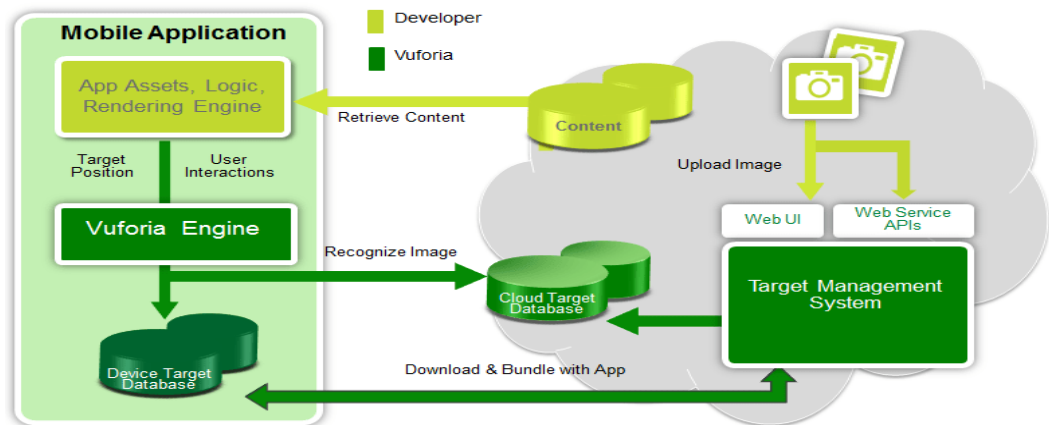 Developer
Vuforia
Mobile Application
App Assets, Logic,
Rendering Engine
Retrieve Content
Content
Target
Position
User
Interactions
Upload Image
Vuforia Engine
Web UI
Web Service
APIs
Recognize Image
Cloud Target
Database
Target Management
System
Device Target
Database
Download & Bundle with App